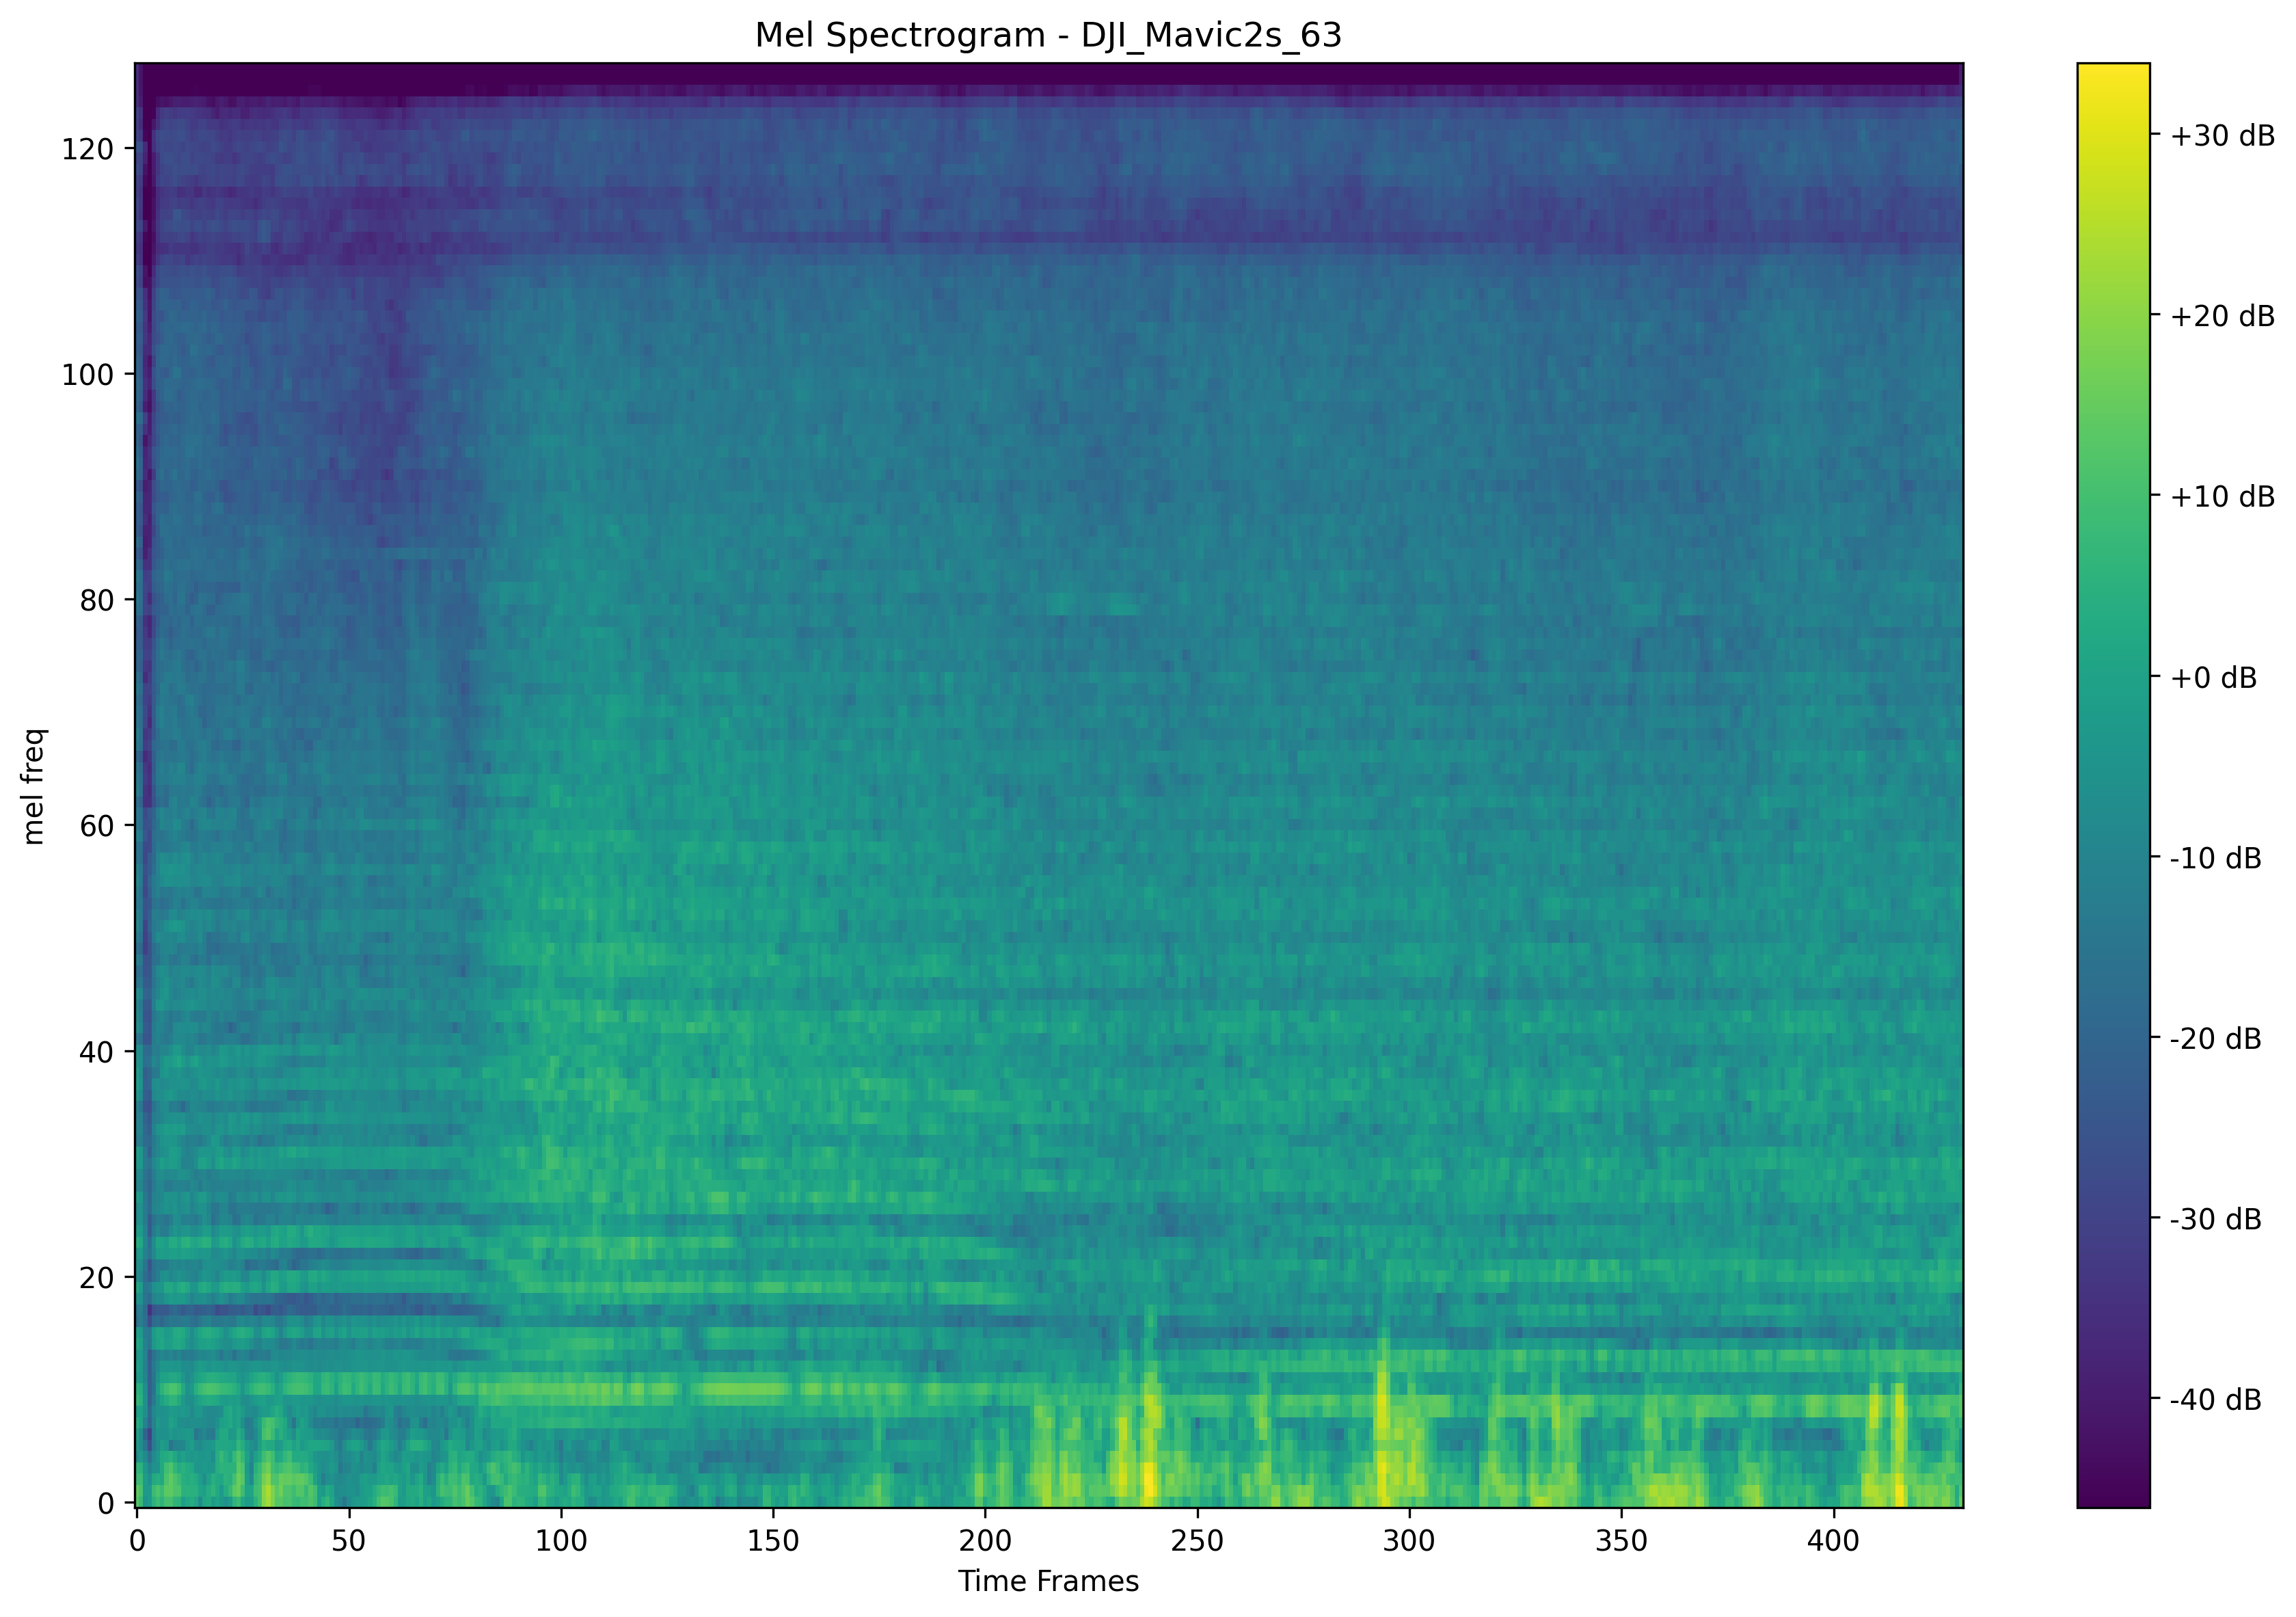 Mel Spectrogram - DJI_Mavic2s_63
mel freq
120
100
80
60
40
20
0
0 50 100 150 200 250 300 350 400
Time Frames
+30 dB
+20 dB
+10 dB
+0 dB
-10 dB
-20 dB
-30 dB
-40 dB